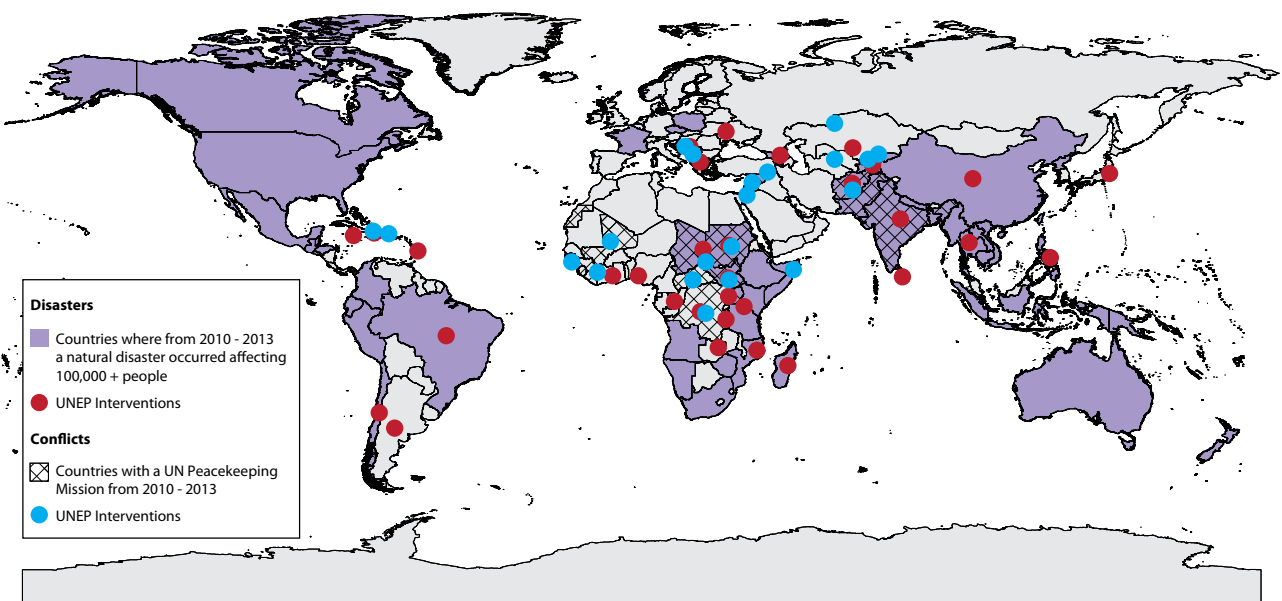 Disasters
Countries where from 2010 - 2013
a natural disaster occurred affecting
100,000 + people
UNEP Interventions
Conflicts
Countries with a UN Peacekeeping
Mission from 2010 - 2013
UNEP Interventions